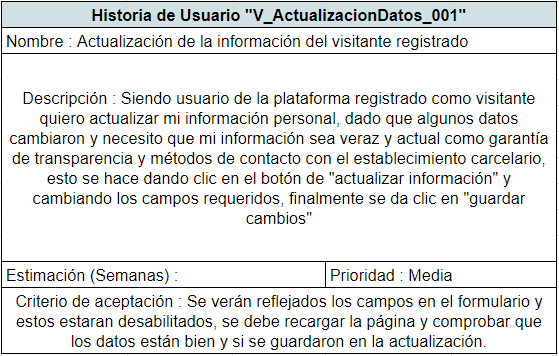 Historia de Usuario "V_ActualizacionDatos_001"
Nombre : Actualización de la información del visitante registrado
Descripción : Siendo usuario de la plataforma registrado como visitante
quiero actualizar mi información personal, dado que algunos datos
cambiaron y necesito que mi información sea veraz y actual como garantía
de transparencia y métodos de contacto con el establecimiento carcelario,
esto se hace dando clic en el botón de "actualizar información" y
cambiando los campos requeridos, finalmente se da clic en "guardar
cambios"
Estimación (Semanas) :
Prioridad : Media
Criterio de aceptación : Se verán reflejados los campos en el formulario y
estos estaran desabilitados, se debe recargar la página y comprobar que
los datos están bien y si se guardaron en la actualización.